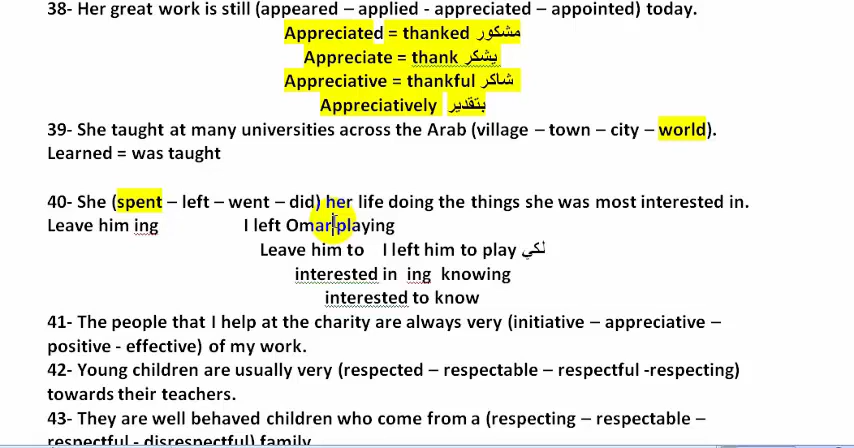 38- Her great work is still (appeared – applied - appreciated – appointed) today.
Appreciated = thanked مشكور
Appreciate = thank يشكر
Appreciative = thankful شاكر
Appreciatively بتقدير
39- She taught at many universities across the Arab (village – town – city – world).
Learned = was taught
40- She (spent – left – went – did) her life doing the things she was most interested in.
Leave him ing I left Omar playing
Leave him to I left him to play لكي
interested in ing knowing
interested to know
41- The people that I help at the charity are always very (initiative – appreciative –
positive - effective) of my work.
42- Young children are usually very (respected – respectable – respectful -respecting)
towards their teachers.
43- They are well behaved children who come from a (respecting – respectable –
respectful - disrespectful) family